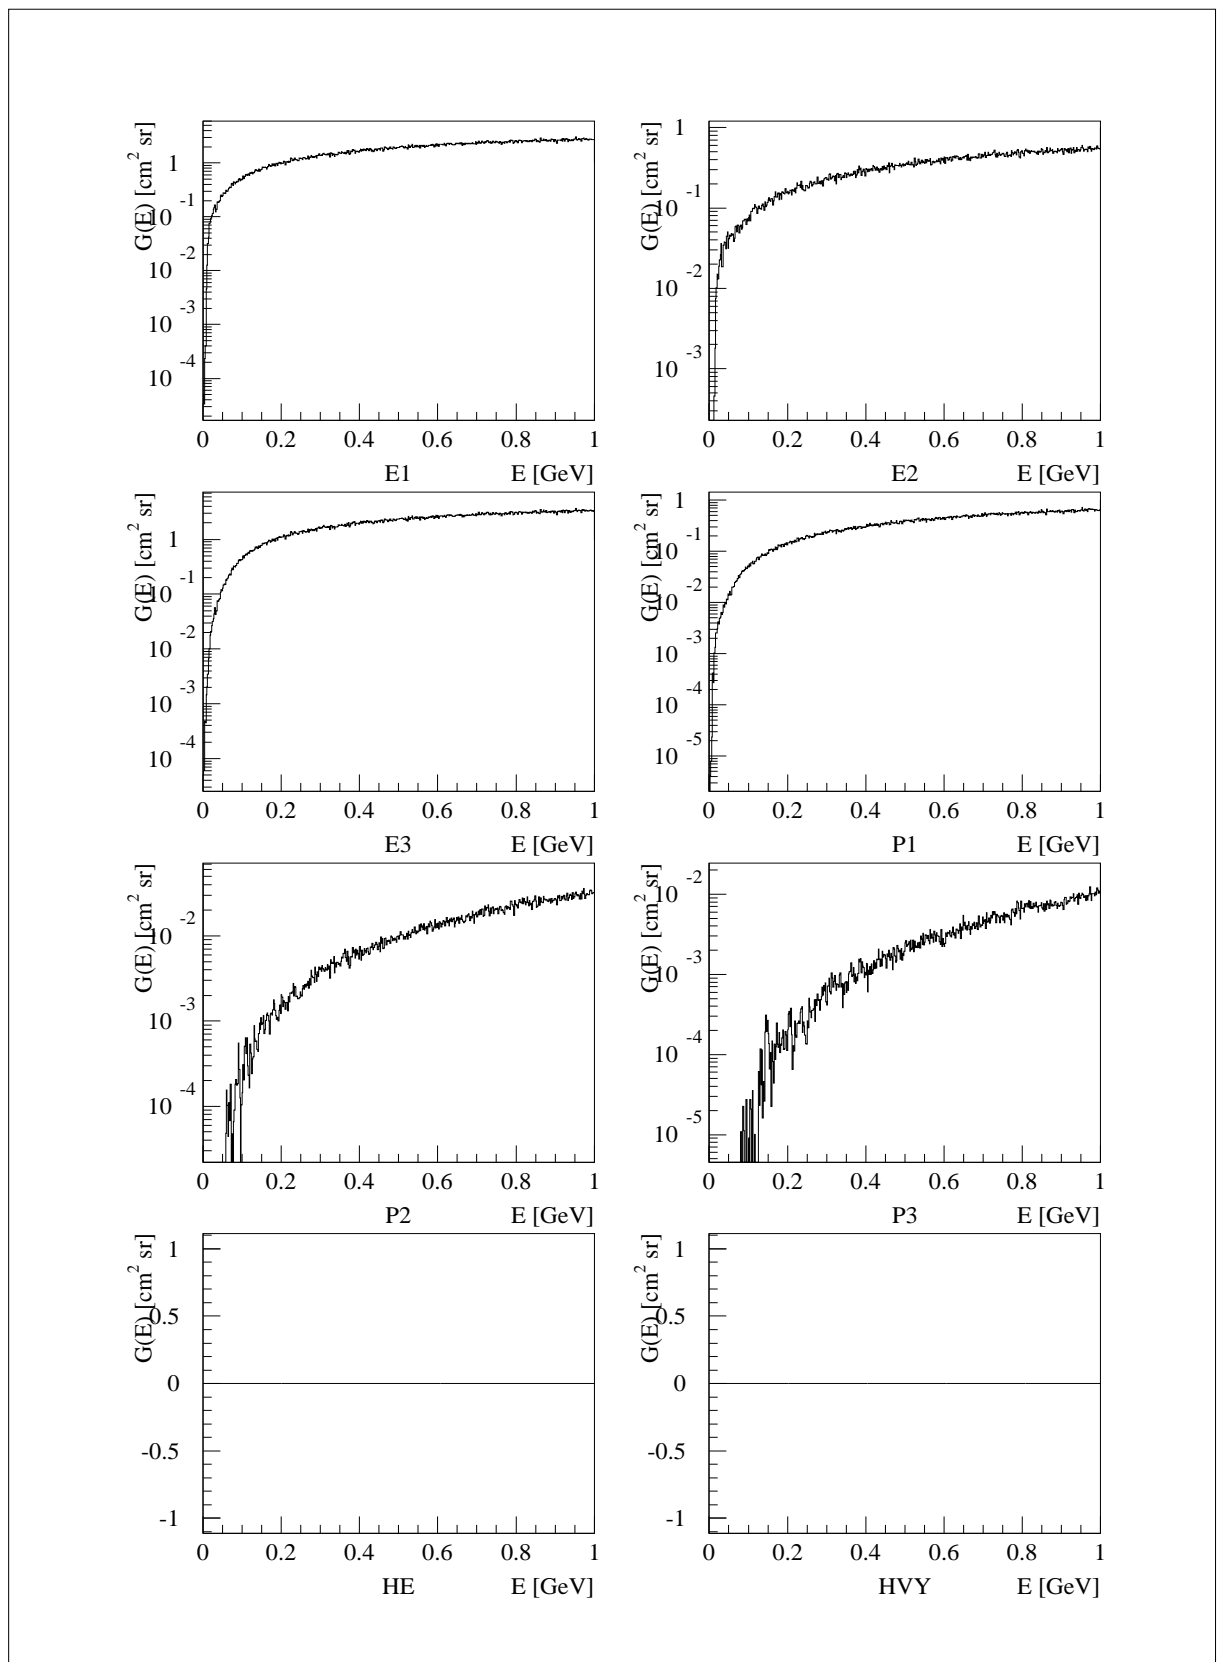 G(E) [cm² sr]
1
10⁻¹
10⁻²
10⁻³
10⁻⁴
0 0.2 0.4 0.6 0.8 1
E1 E [GeV]
G(E) [cm² sr]
1
10⁻¹
10⁻²
10⁻³
0 0.2 0.4 0.6 0.8 1
E2 E [GeV]
G(E) [cm² sr]
1
10⁻¹
10⁻²
10⁻³
10⁻⁴
0 0.2 0.4 0.6 0.8 1
E3 E [GeV]
G(E) [cm² sr]
1
10⁻¹
10⁻²
10⁻³
10⁻⁴
10⁻⁵
0 0.2 0.4 0.6 0.8 1
P1 E [GeV]
G(E) [cm² sr]
10⁻²
10⁻³
10⁻⁴
0 0.2 0.4 0.6 0.8 1
P2 E [GeV]
G(E) [cm² sr]
10⁻²
10⁻³
10⁻⁴
10⁻⁵
0 0.2 0.4 0.6 0.8 1
P3 E [GeV]
G(E) [cm² sr]
1
0.5
0
-0.5
-1
0 0.2 0.4 0.6 0.8 1
HE E [GeV]
G(E) [cm² sr]
1
0.5
0
-0.5
-1
0 0.2 0.4 0.6 0.8 1
HVY E [GeV]